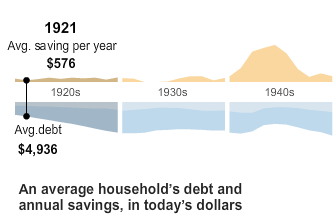 1921
Avg. saving per year
$576
1920s 1930s 1940s
Avg.debt
$4,936
An average household's debt and
annual savings, in today's dollars